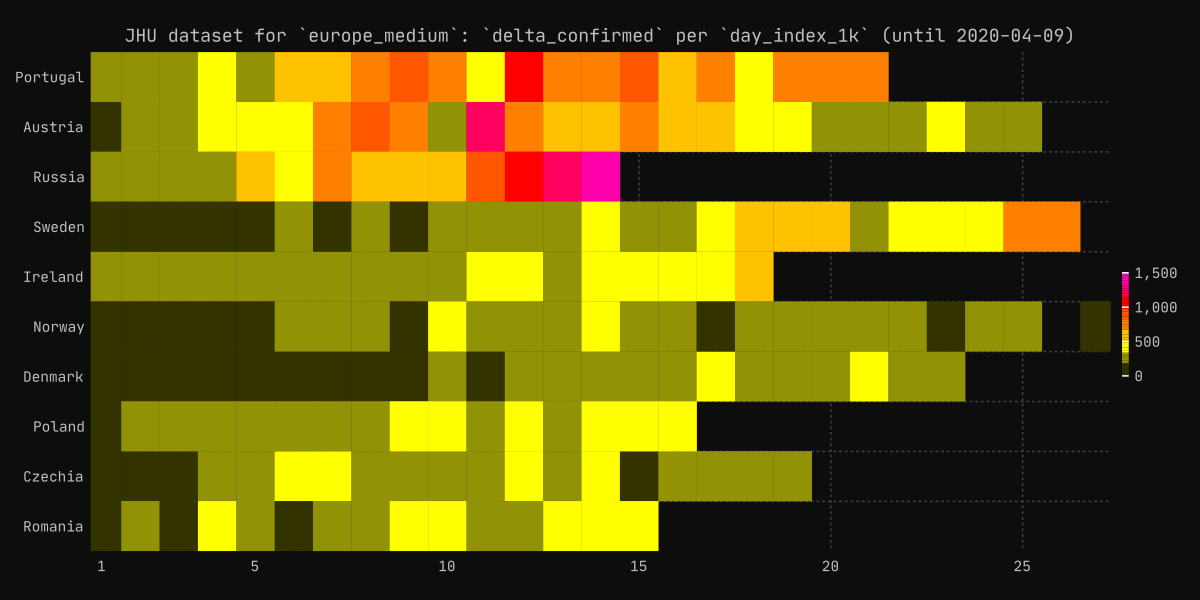 JHU dataset for `europe_medium`: `delta_confirmed` per `day_index_1k` (until 2020-04-09)
Portugal
Austria
Russia
Sweden
Ireland
Norway
Denmark
Poland
Czechia
Romania
1 5 10 15 20 25
1,500
1,000
500
0